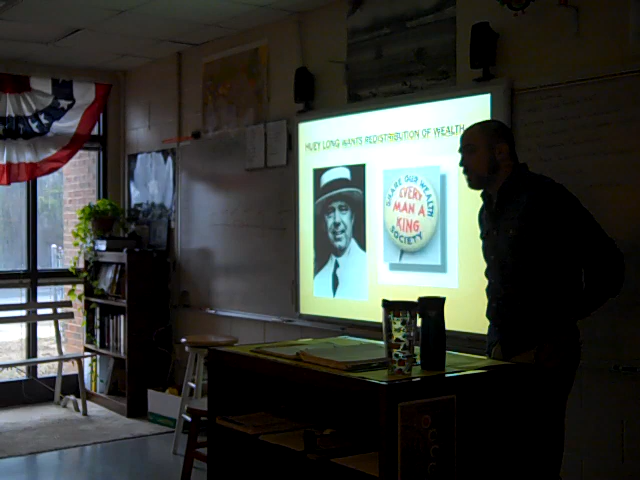 HUEY LONG WANTS REDISTRIBUTION OF WEALTH
SHARE OUR WEALTH
EVERY
MAN A
KING
SOCIETY